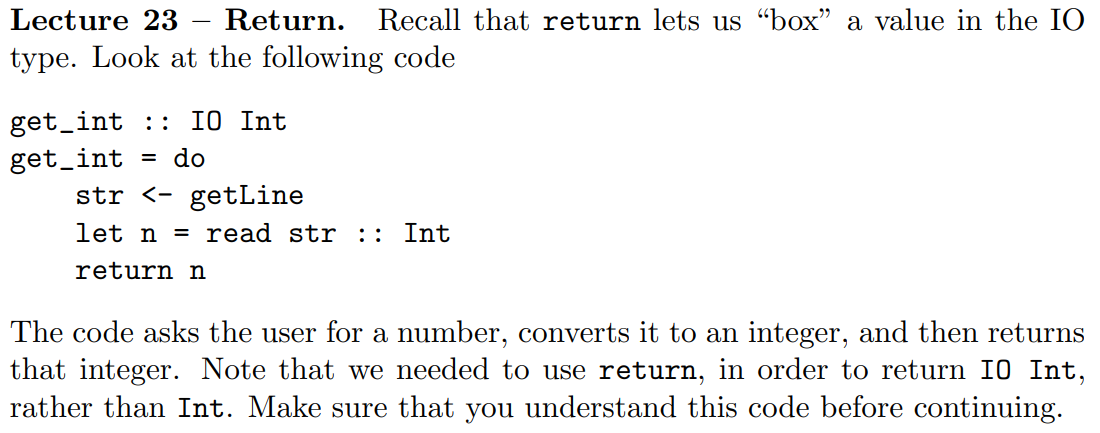 Lecture 23 – Return. Recall that return lets us “box” a value in the IO
type. Look at the following code
get_int :: IO Int
get_int = do
    str <- getLine
    let n = read str :: Int
    return n
The code asks the user for a number, converts it to an integer, and then returns
that integer. Note that we needed to use return, in order to return IO Int,
rather than Int. Make sure that you understand this code before continuing.